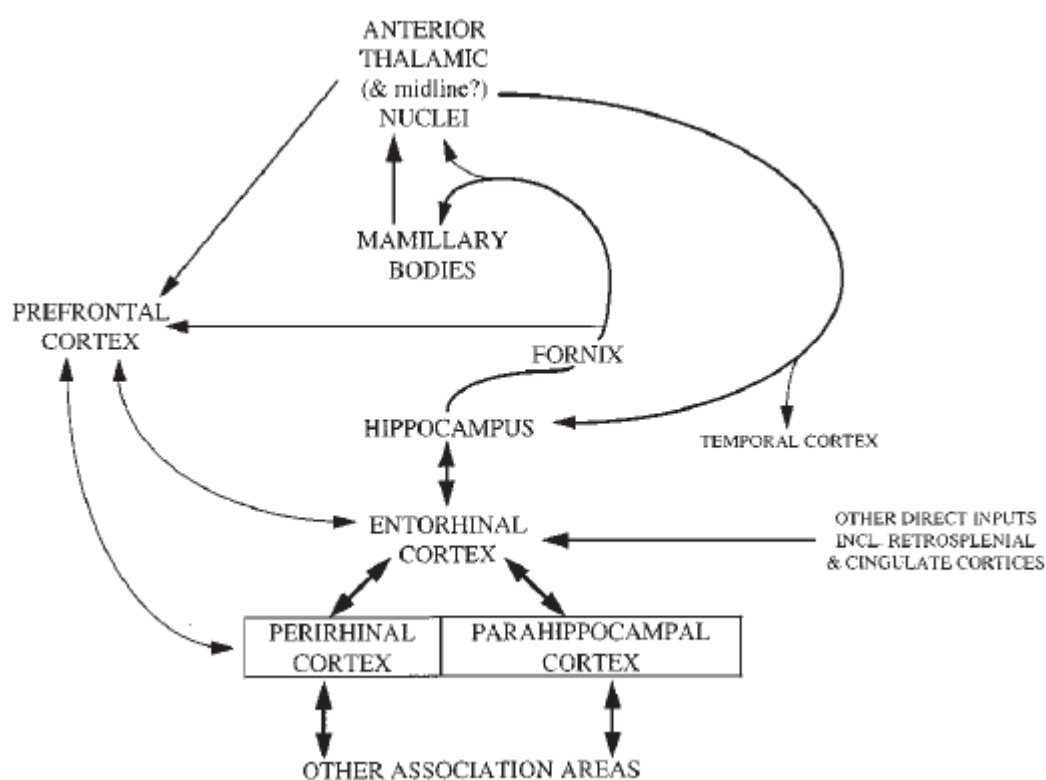 ANTERIOR
THALAMIC
(& midline?)
NUCLEI
MAMILLARY
BODIES
PREFRONTAL
CORTEX
FORNIX
HIPPOCAMPUS
TEMPORAL CORTEX
ENTORHINAL
CORTEX
OTHER DIRECT INPUTS
INCL. RETROSPLENIAL
& CINGULATE CORTICES
PERIRHINAL
CORTEX
PARAHIPPOCAMPAL
CORTEX
OTHER ASSOCIATION AREAS